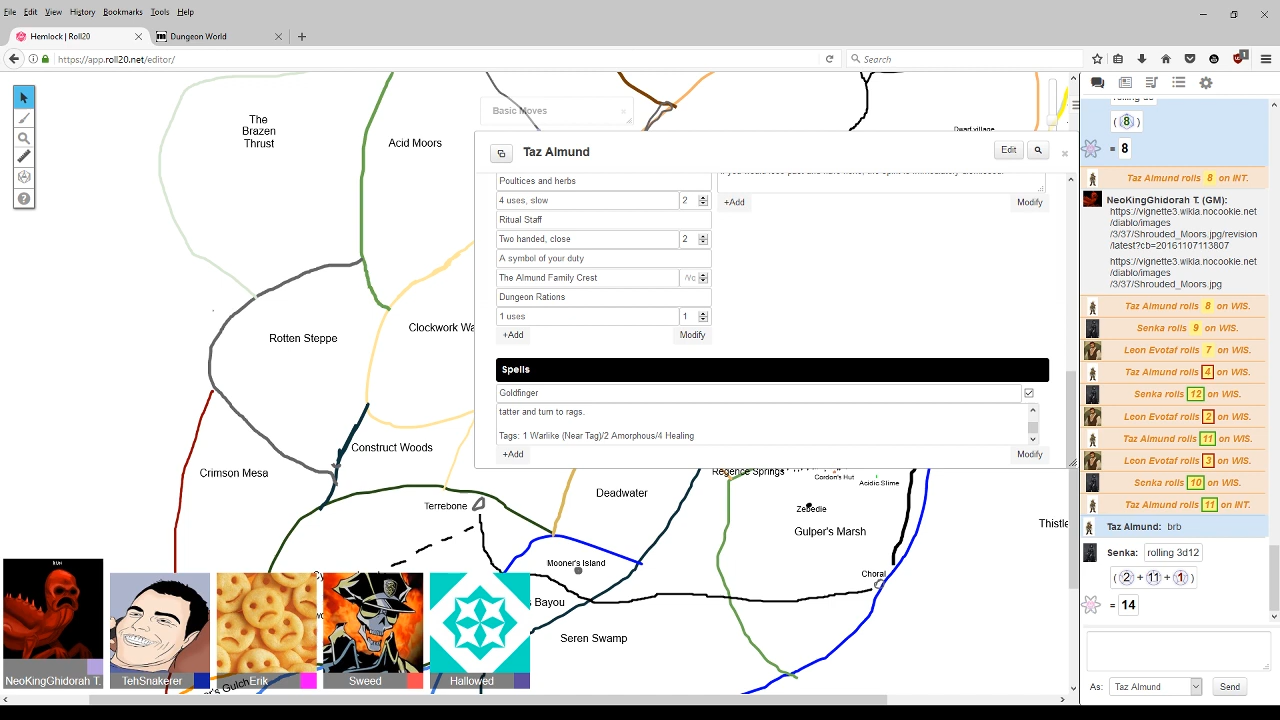 File Edit View History Bookmarks Tools Help
Hemlock | Roll20
Dungeon World
https://app.roll20.net/editor/
Search
The
Brazen
Thrust
Acid Moors
Rotten Steppe
Clockwork Wa
Construct Woods
Crimson Mesa
Terrebone
Deadwater
Mooner's Island
Bayou
Seren Swamp
Regence Springs
Gordon's Hut
Acidic Slime
Zebedie
Gulper's Marsh
Choral
Thistle
Dwarf village
Basic Moves
Taz Almund
Edit
Poultices and herbs
4 uses, slow 2
Ritual Staff
Two handed, close 2
A symbol of your duty
The Almund Family Crest
Dungeon Rations
1 uses 1
+Add Modify
+Add Modify
Spells
Goldfinger
tatter and turn to rags.
Tags: 1 Warlike (Near Tag)/2 Amorphous/4 Healing
+Add Modify
NeoKingGhidorah T.
TehSnakerer
Erik
Sweed
Hallowed
(8)
= 8
Taz Almund rolls 8 on INT.
NeoKingGhidorah T. (GM):
https://vignette3.wikia.nocookie.net
/diablo/images
/3/37/Shrouded_Moors.jpg/revision
/latest?cb=20161107113807
https://vignette3.wikia.nocookie.net
/diablo/images
/3/37/Shrouded_Moors.jpg
Taz Almund rolls 8 on WIS.
Senka rolls 9 on WIS.
Leon Evotaf rolls 7 on WIS.
Taz Almund rolls 4 on WIS.
Senka rolls 12 on WIS.
Leon Evotaf rolls 2 on WIS.
Taz Almund rolls 11 on WIS.
Leon Evotaf rolls 3 on WIS.
Senka rolls 10 on WIS.
Taz Almund rolls 11 on INT.
Taz Almund: brb
Senka: rolling 3d12
(2 + 11 + 1)
= 14
As: Taz Almund Send